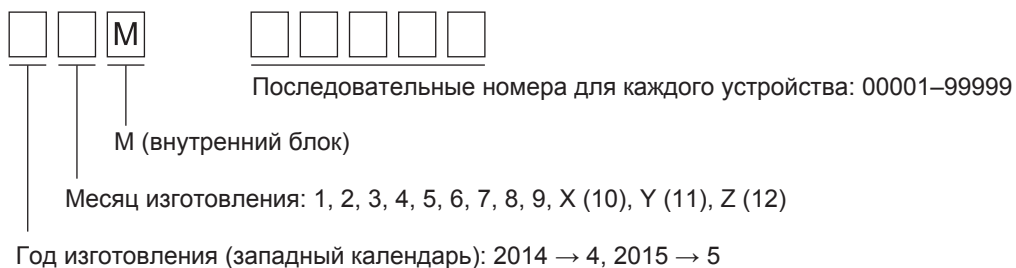 M
Последовательные номера для каждого устройства: 00001–99999
M (внутренний блок)
Месяц изготовления: 1, 2, 3, 4, 5, 6, 7, 8, 9, X (10), Y (11), Z (12)
Год изготовления (западный календарь): 2014 → 4, 2015 → 5